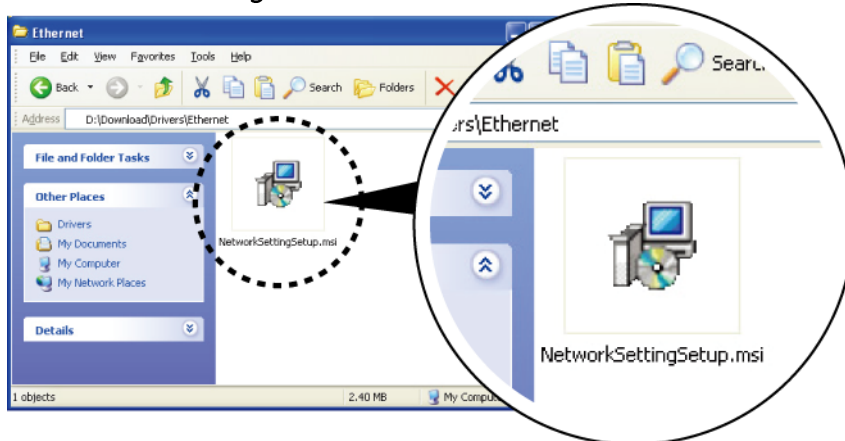 Ethernet
File Edit View Favorites Tools Help
Back Search Folders
Address D:\Download\Drivers\Ethernet
File and Folder Tasks
Other Places
Drivers
My Documents
My Computer
My Network Places
Details
NetworkSettingSetup.msi
1 objects 2.40 MB My Compu
Searc
ers\Ethernet
NetworkSettingSetup.msi